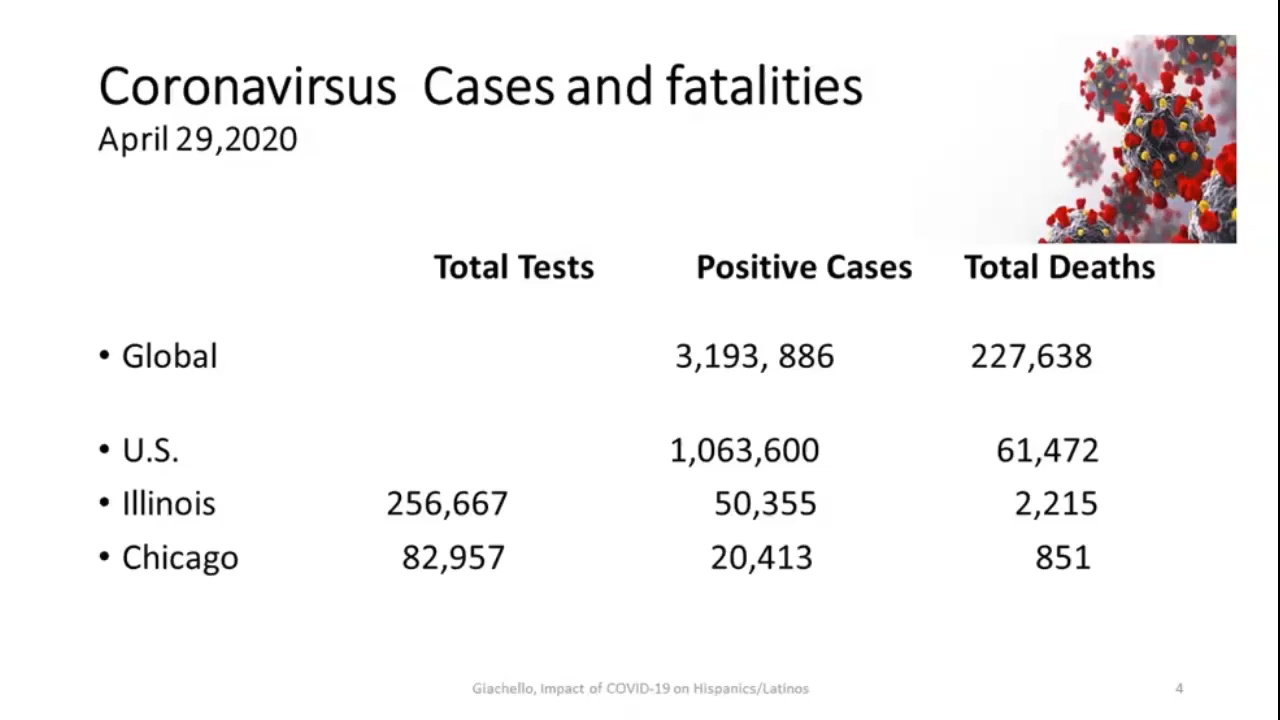 Coronavirsus Cases and fatalities
April 29,2020
Total Tests Positive Cases Total Deaths
• Global 3,193, 886 227,638
• U.S. 1,063,600 61,472
• Illinois 256,667 50,355 2,215
• Chicago 82,957 20,413 851
Giachello, Impact of COVID-19 on Hispanics/Latinos 4